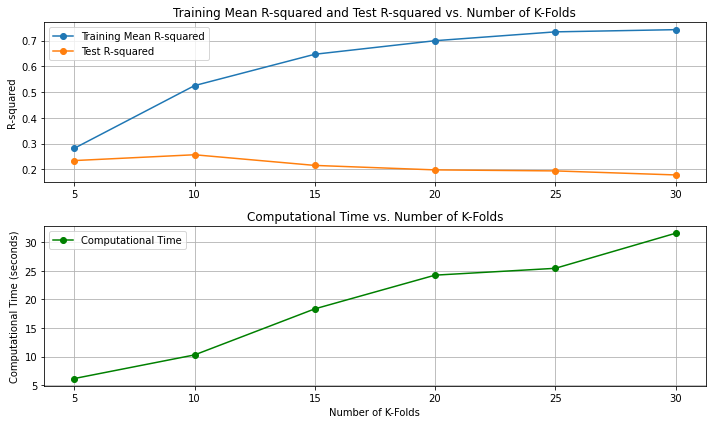 Training Mean R-squared and Test R-squared vs. Number of K-Folds
Training Mean R-squared
Test R-squared
R-squared
0.7
0.6
0.5
0.4
0.3
0.2
5 10 15 20 25 30
Computational Time vs. Number of K-Folds
Computational Time
Computational Time (seconds)
30
25
20
15
10
5
5 10 15 20 25 30
Number of K-Folds